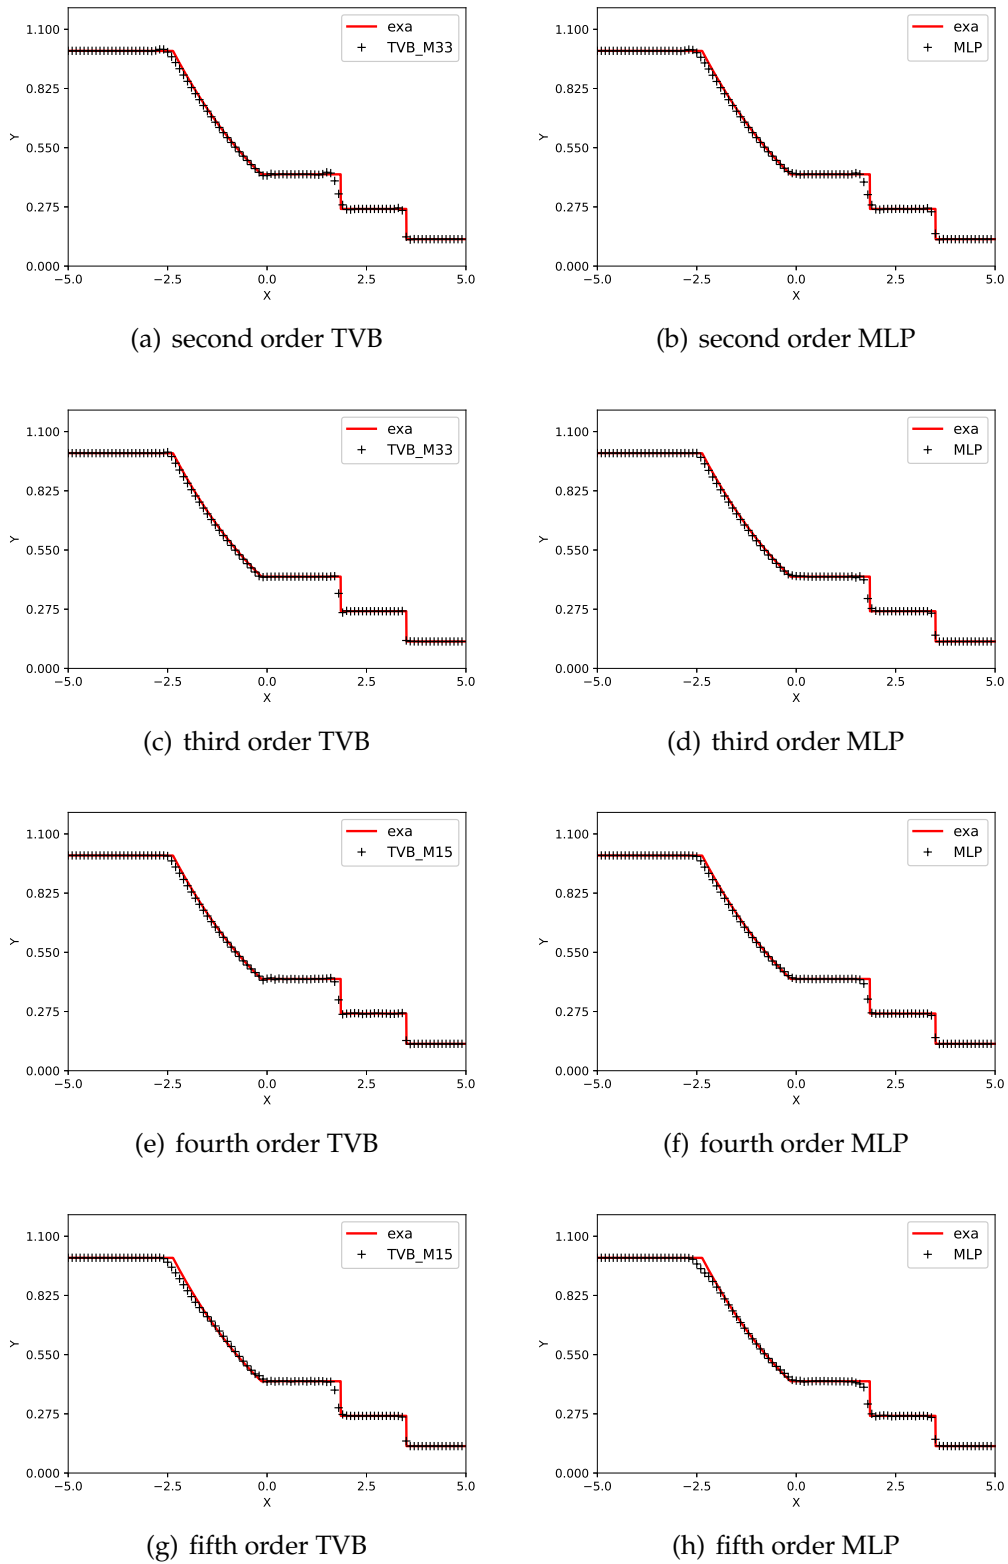 1.100
0.825
0.550
0.275
0.000
Y
−5.0 −2.5 0.0 2.5 5.0
X
exa
TVB_M33
(a) second order TVB
1.100
0.825
0.550
0.275
0.000
Y
−5.0 −2.5 0.0 2.5 5.0
X
exa
MLP
(b) second order MLP
1.100
0.825
0.550
0.275
0.000
Y
−5.0 −2.5 0.0 2.5 5.0
X
exa
TVB_M33
(c) third order TVB
1.100
0.825
0.550
0.275
0.000
Y
−5.0 −2.5 0.0 2.5 5.0
X
exa
MLP
(d) third order MLP
1.100
0.825
0.550
0.275
0.000
Y
−5.0 −2.5 0.0 2.5 5.0
X
exa
TVB_M15
(e) fourth order TVB
1.100
0.825
0.550
0.275
0.000
Y
−5.0 −2.5 0.0 2.5 5.0
X
exa
MLP
(f) fourth order MLP
1.100
0.825
0.550
0.275
0.000
Y
−5.0 −2.5 0.0 2.5 5.0
X
exa
TVB_M15
(g) fifth order TVB
1.100
0.825
0.550
0.275
0.000
Y
−5.0 −2.5 0.0 2.5 5.0
X
exa
MLP
(h) fifth order MLP